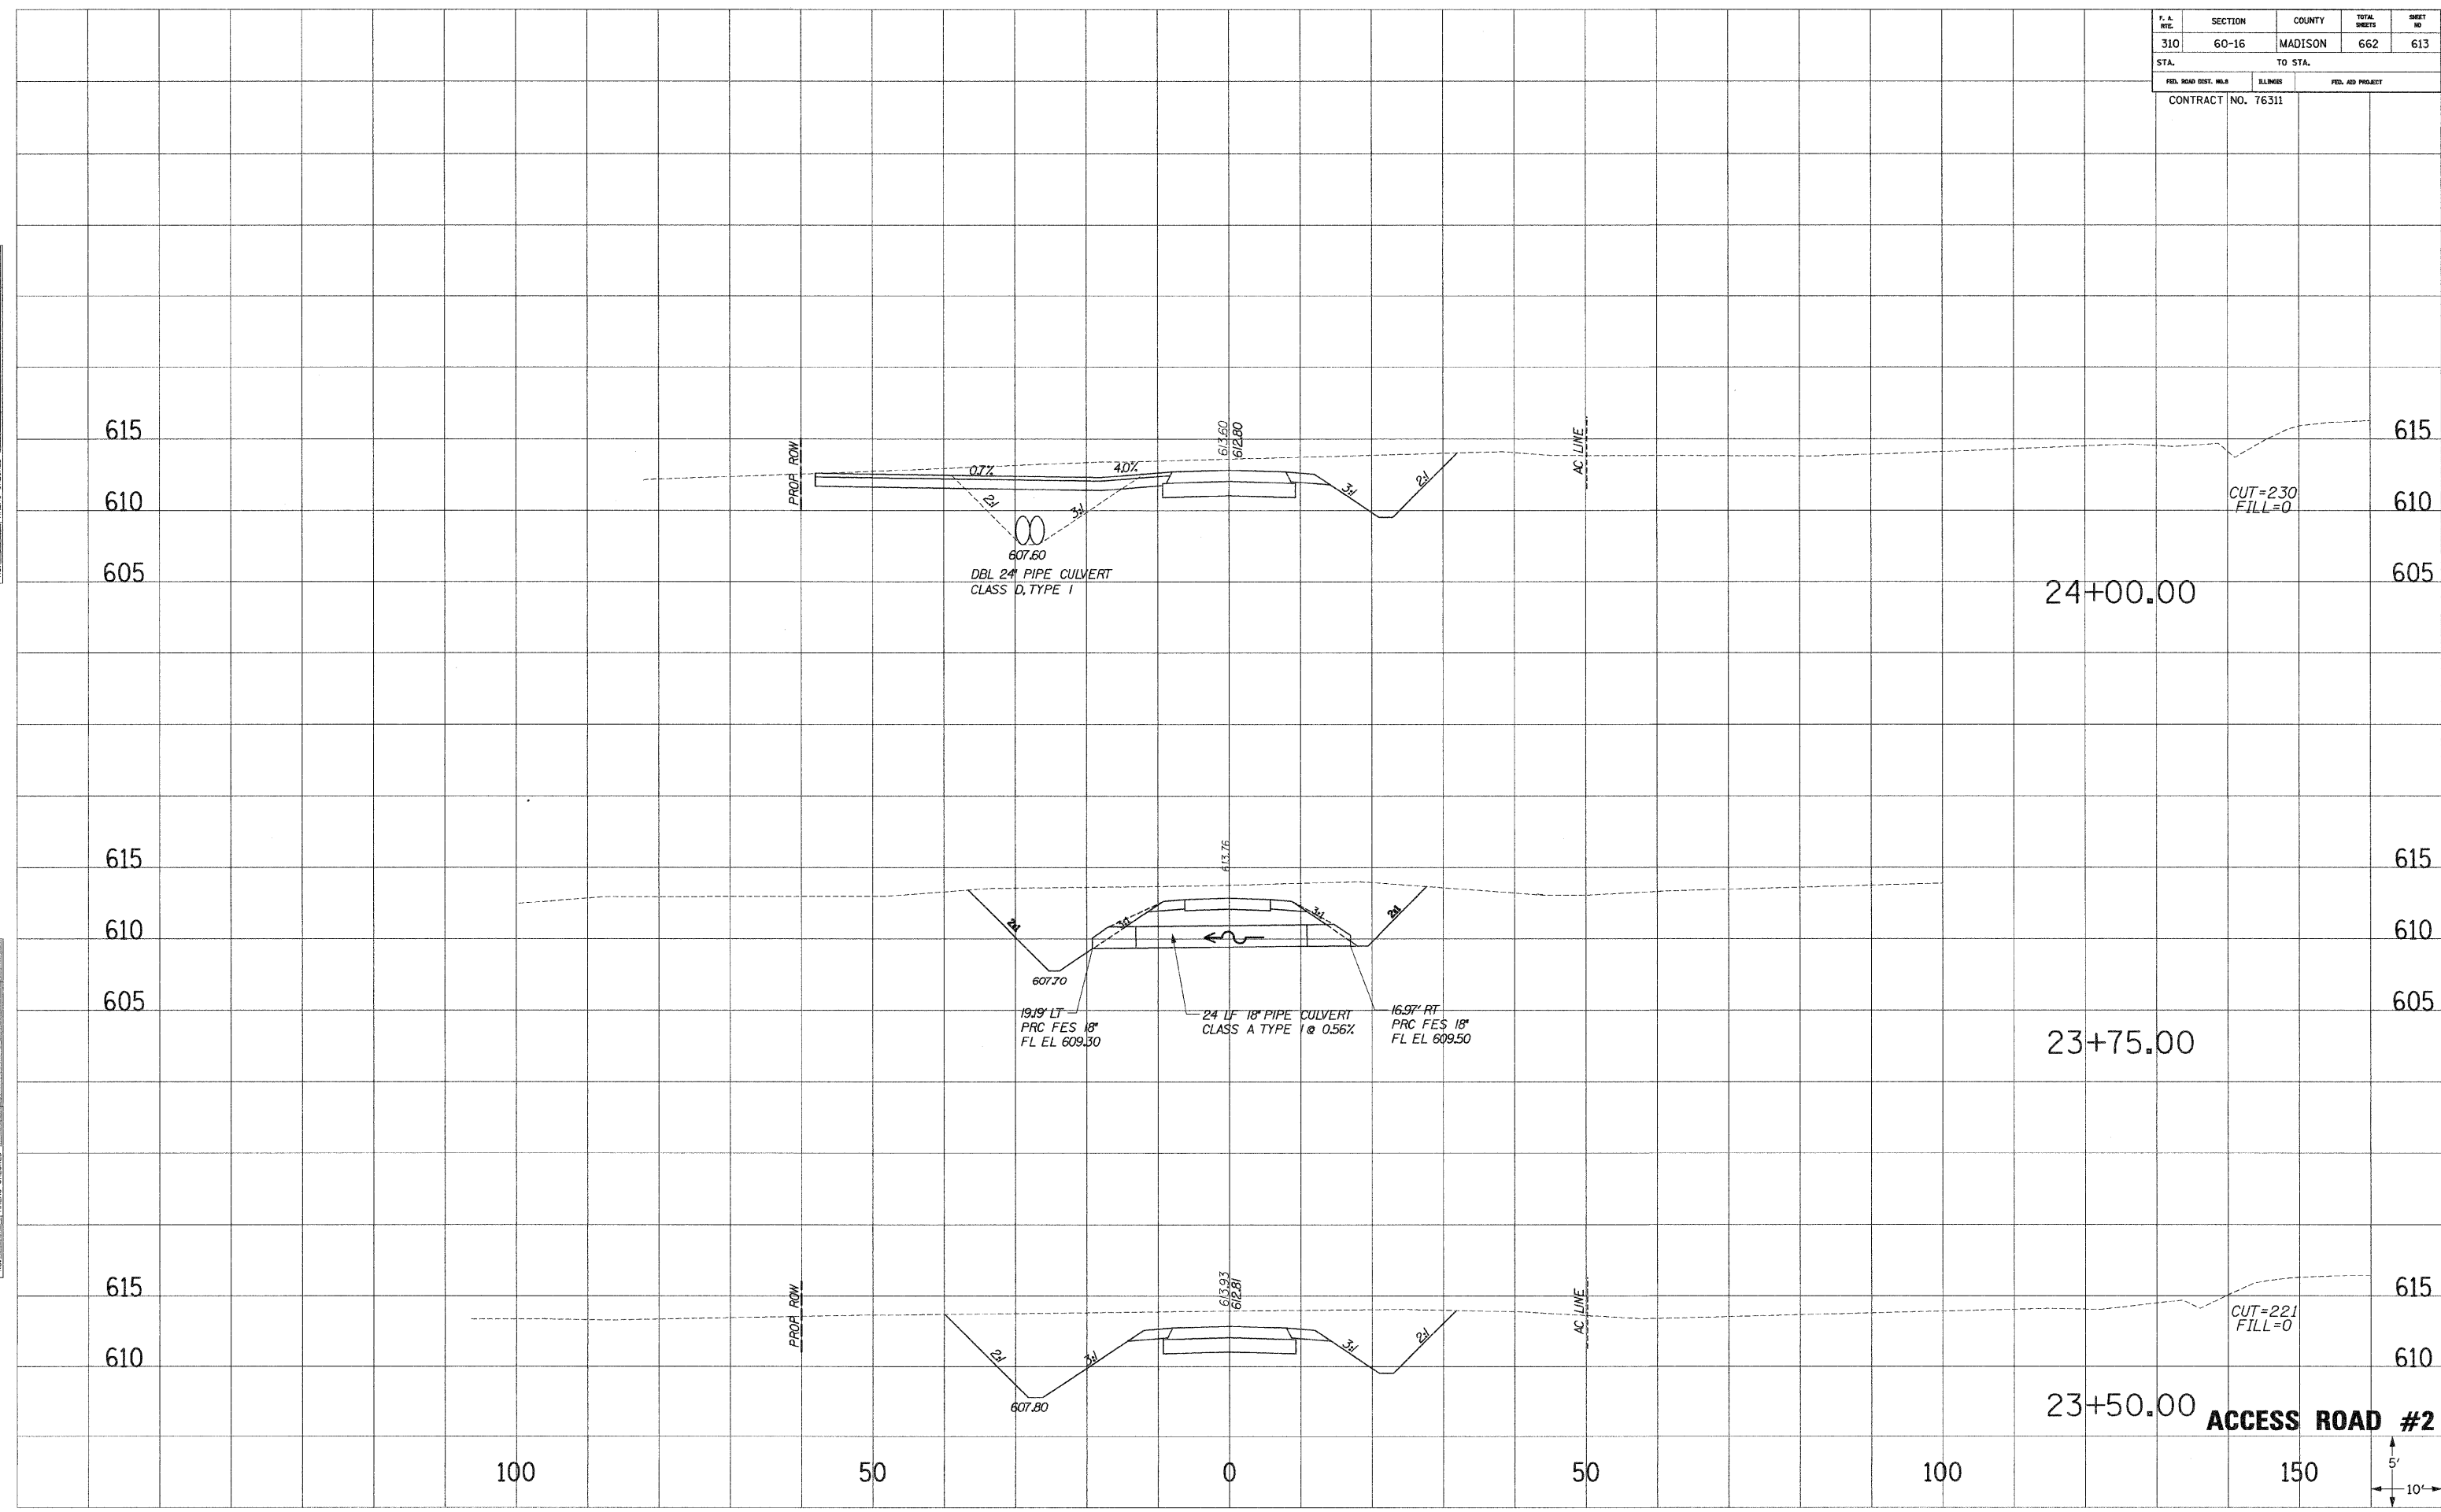 F. A. RTE. SECTION COUNTY TOTAL SHEETS SHEET NO
310 60-16 MADISON 662 613
STA. TO STA.
FED. ROAD DIST. NO.8 ILLINOIS FED. AID PROJECT
CONTRACT NO. 76311
615
PROP ROW
0.7%
4.0%
2:1
3:1
613.60
612.80
3:1
2:1
AC LINE
615
610
CUT=230
FILL=0
610
607.60
605
DBL 24" PIPE CULVERT
CLASS D, TYPE 1
605
24+00.00
615
613.76
615
610
2:1
3:1
3:1
2:1
610
607.70
605
19.19' LT
PRC FES 18"
FL EL 609.30
24 LF 18" PIPE CULVERT
CLASS A TYPE 1 @ 0.56%
16.97' RT
PRC FES 18"
FL EL 609.50
605
23+75.00
615
PROP ROW
613.93
612.81
AC LINE
615
CUT=221
FILL=0
610
2:1
3:1
3:1
2:1
610
607.80
23+50.00
ACCESS ROAD #2
100 50 0 50 100 150
5'
10'